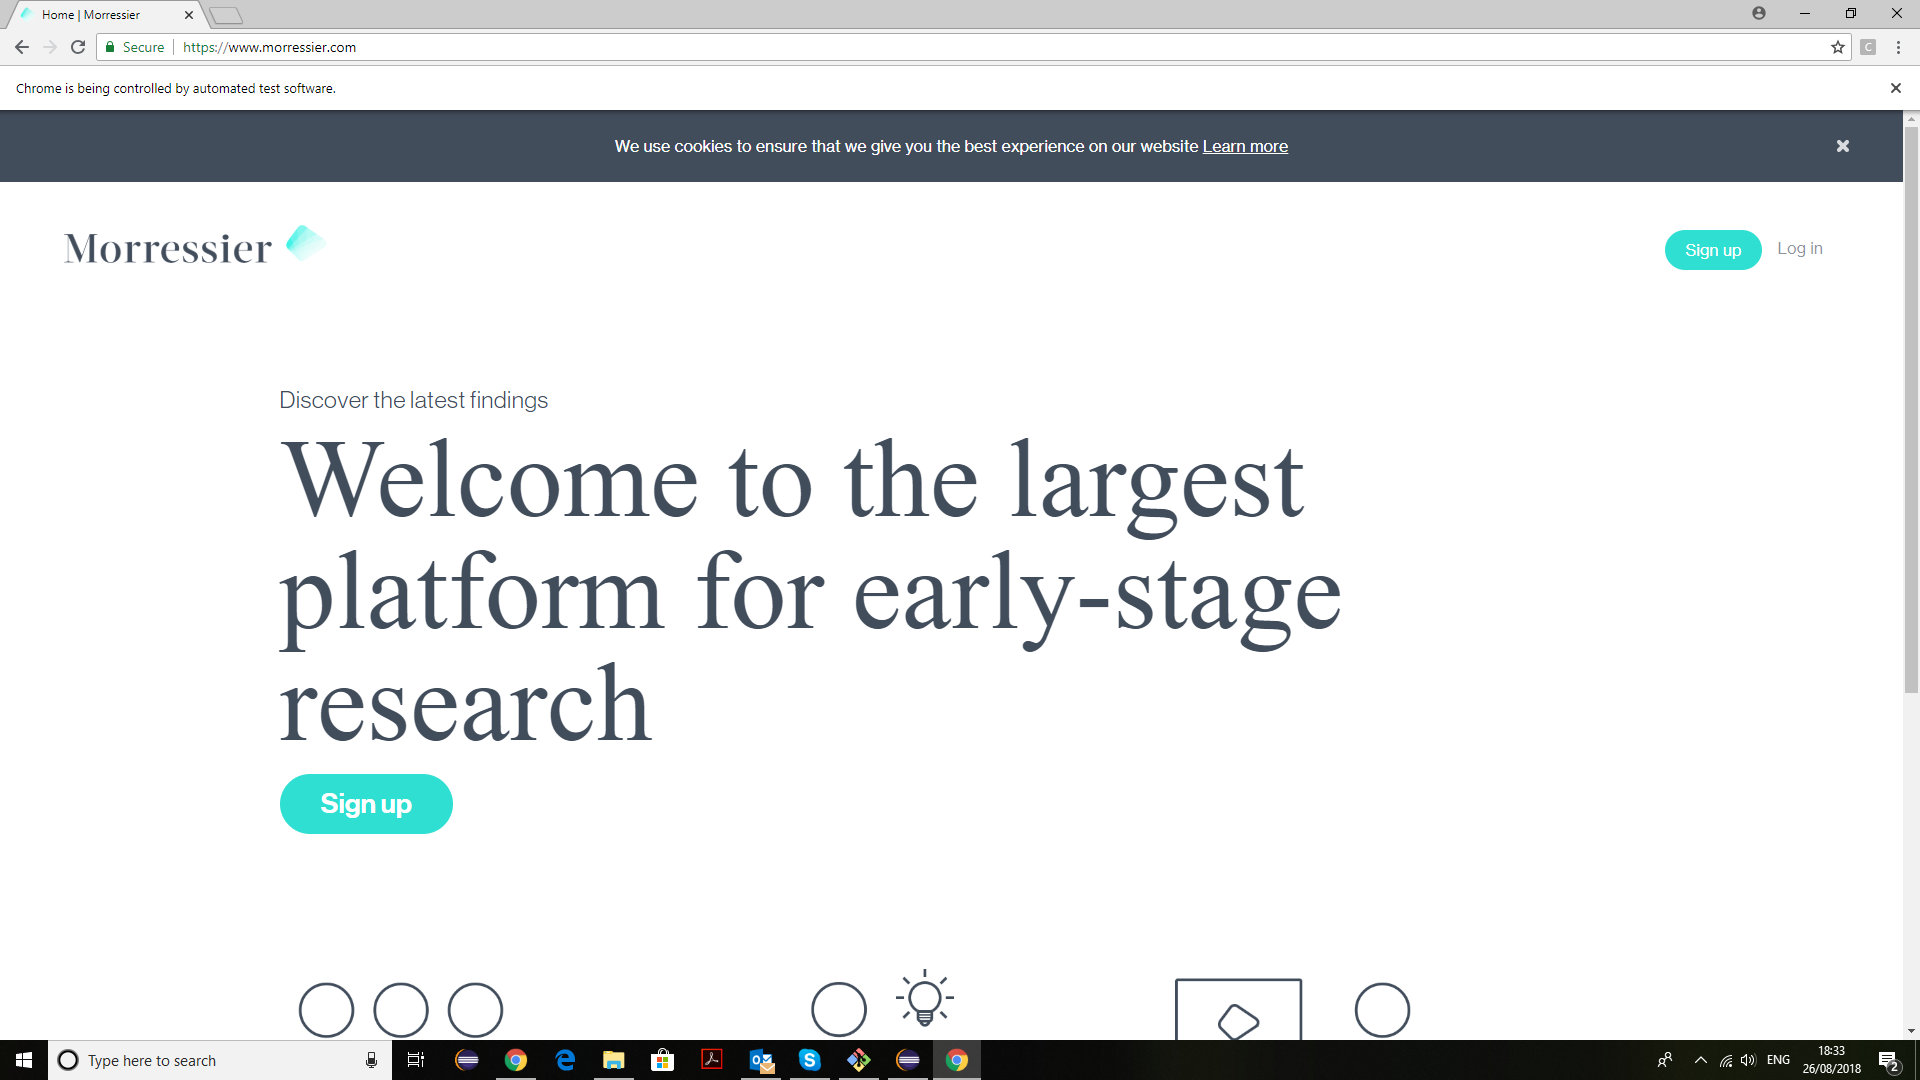 Home | Morressier
Secure
https://www.morressier.com
C
Chrome is being controlled by automated test software.
We use cookies to ensure that we give you the best experience on our website Learn more
Morressier
Sign up
Log in
Discover the latest findings
Welcome to the largest
platform for early-stage
research
Sign up
Type here to search
ENG
18:33
26/08/2018
2